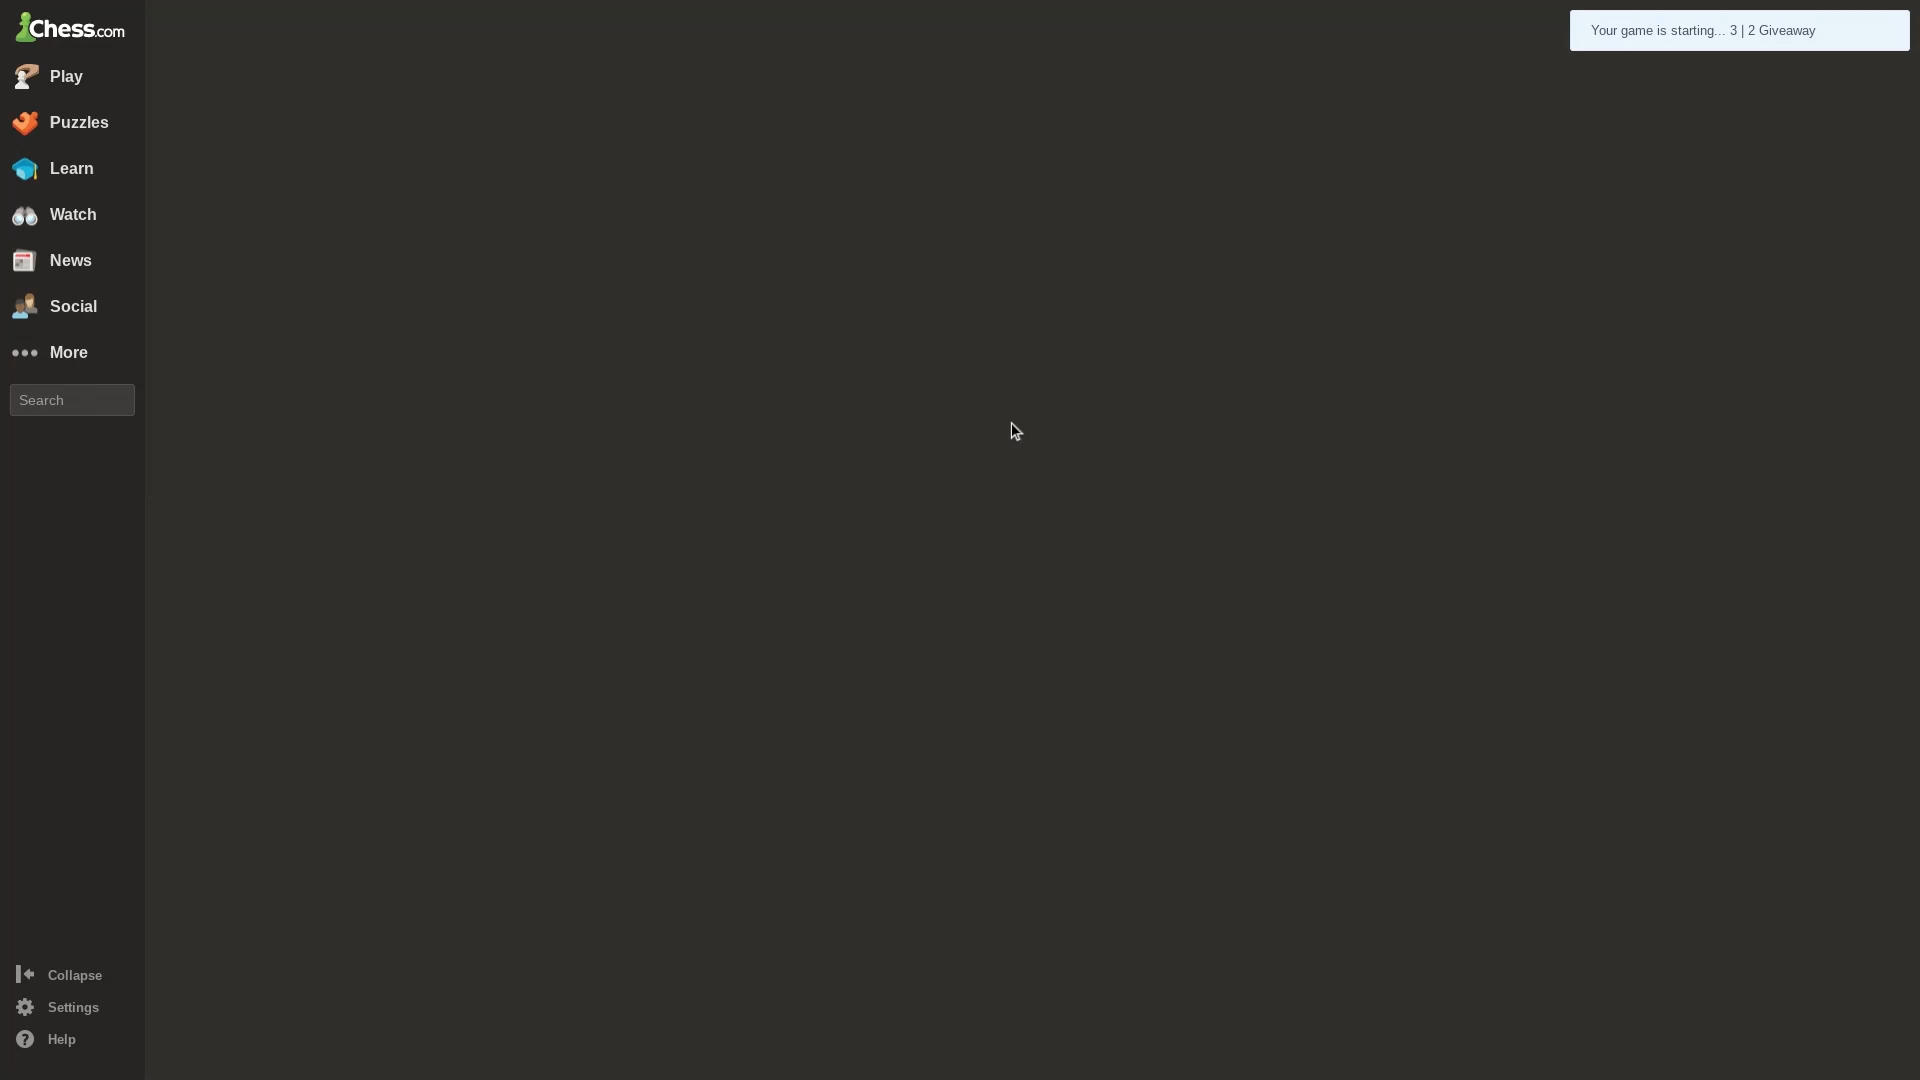 Chess.com
Your game is starting... 3 | 2 Giveaway
Play
Puzzles
Learn
Watch
News
Social
More
Search
Collapse
Settings
Help